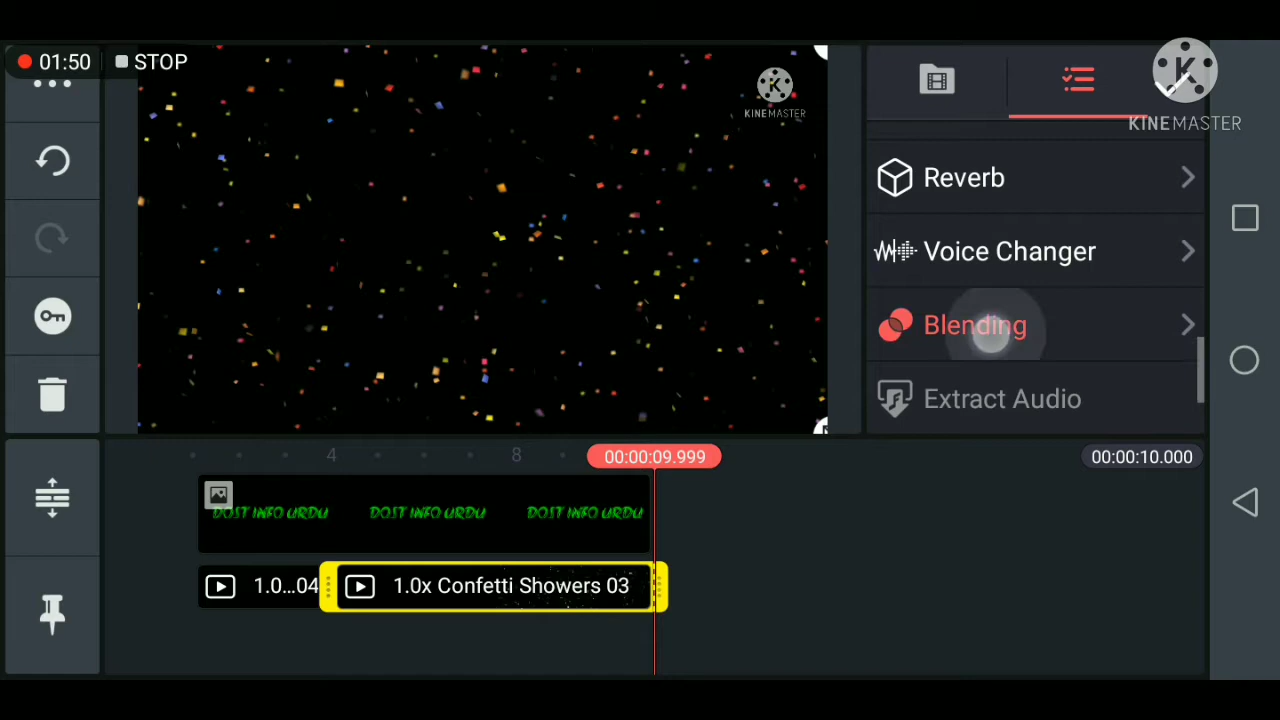 01:50 STOP
KINEMASTER
KINEMASTER
Reverb
Voice Changer
Blending
Extract Audio
4 8 00:00:09.999 00:00:10.000
DOST INFO URDU DOST INFO URDU DOST INFO URDU
1.0...04 1.0x Confetti Showers 03